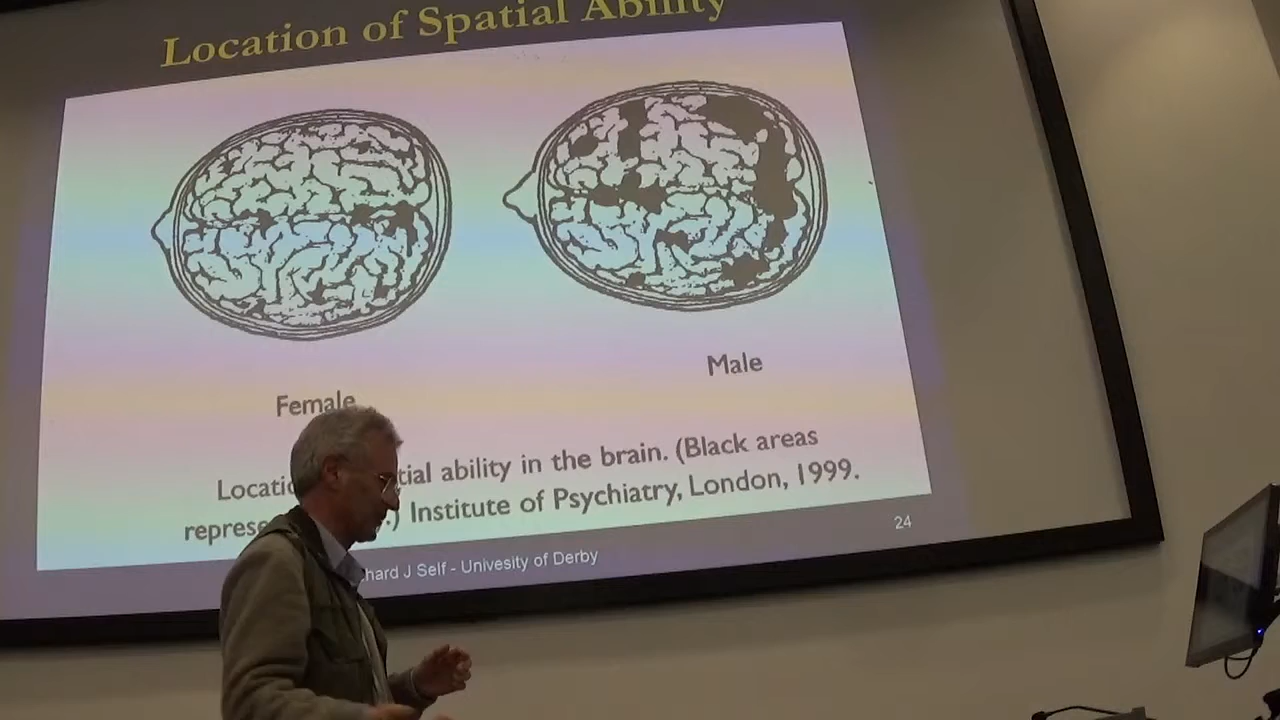 Location of Spatial Ability
Male
Female
Locatio tial ability in the brain. (Black areas
represe .) Institute of Psychiatry, London, 1999.
hard J Self - Univesity of Derby
24